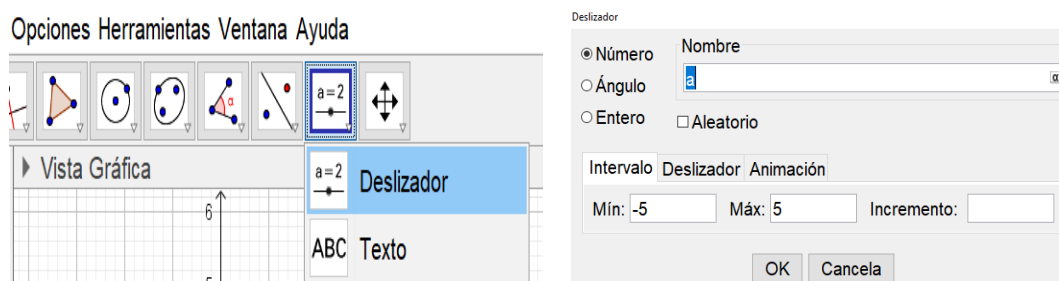 Opciones Herramientas Ventana Ayuda
a=2
Vista Gráfica
6
a=2 Deslizador
ABC Texto
Deslizador
Número
Nombre
a
α
Ángulo
Entero
Aleatorio
Intervalo Deslizador Animación
Mín: -5 Máx: 5 Incremento:
OK Cancela